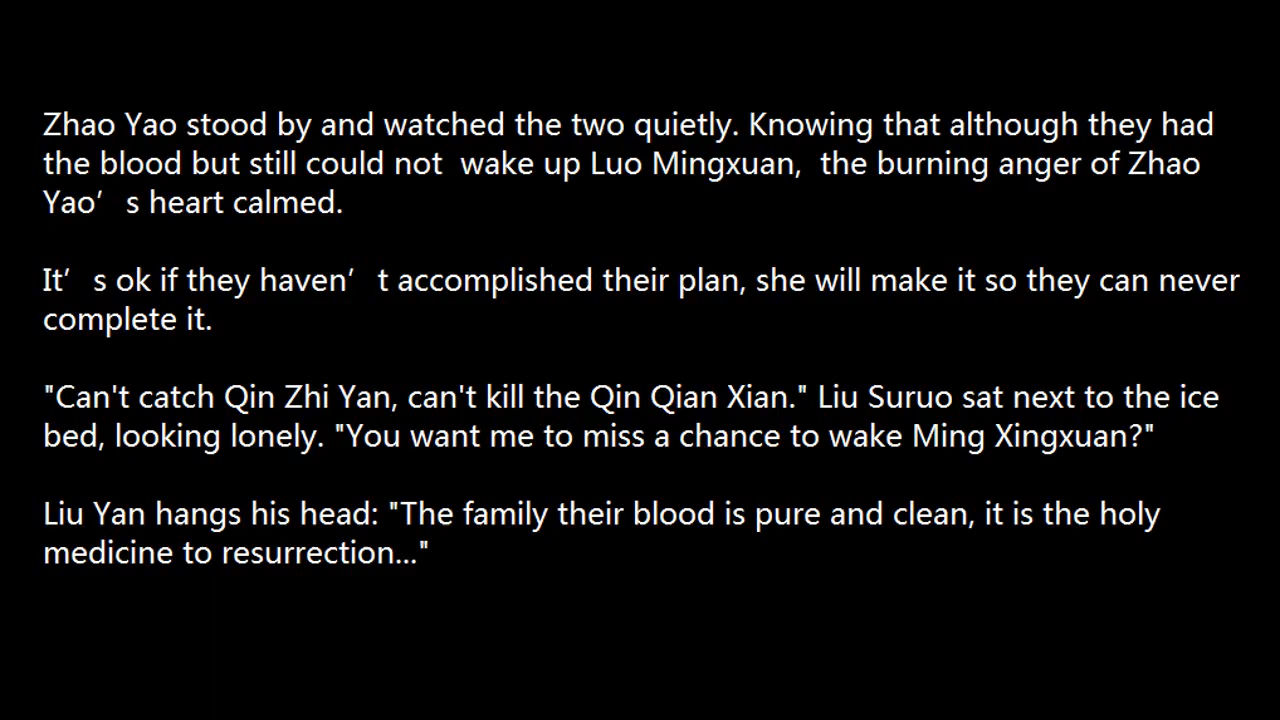 Zhao Yao stood by and watched the two quietly. Knowing that although they had
the blood but still could not  wake up Luo Mingxuan,  the burning anger of Zhao
Yao’ s heart calmed.
It’ s ok if they haven’ t accomplished their plan, she will make it so they can never
complete it.
"Can't catch Qin Zhi Yan, can't kill the Qin Qian Xian." Liu Suruo sat next to the ice
bed, looking lonely. "You want me to miss a chance to wake Ming Xingxuan?"
Liu Yan hangs his head: "The family their blood is pure and clean, it is the holy
medicine to resurrection..."